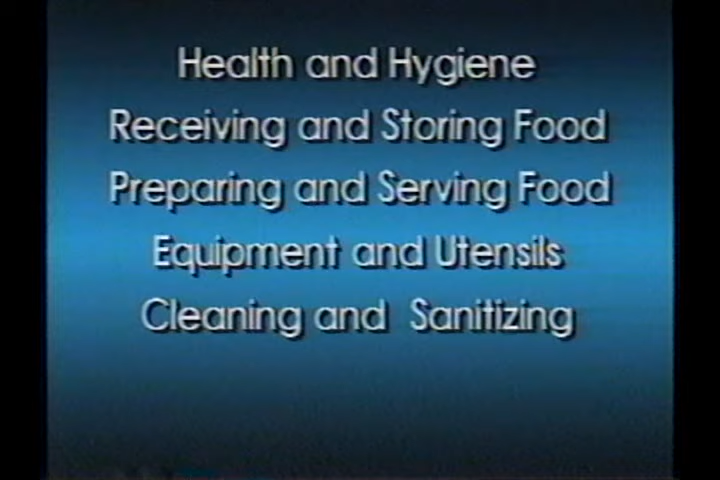 Health and Hygiene
Receiving and Storing Food
Preparing and Serving Food
Equipment and Utensils
Cleaning and Sanitizing